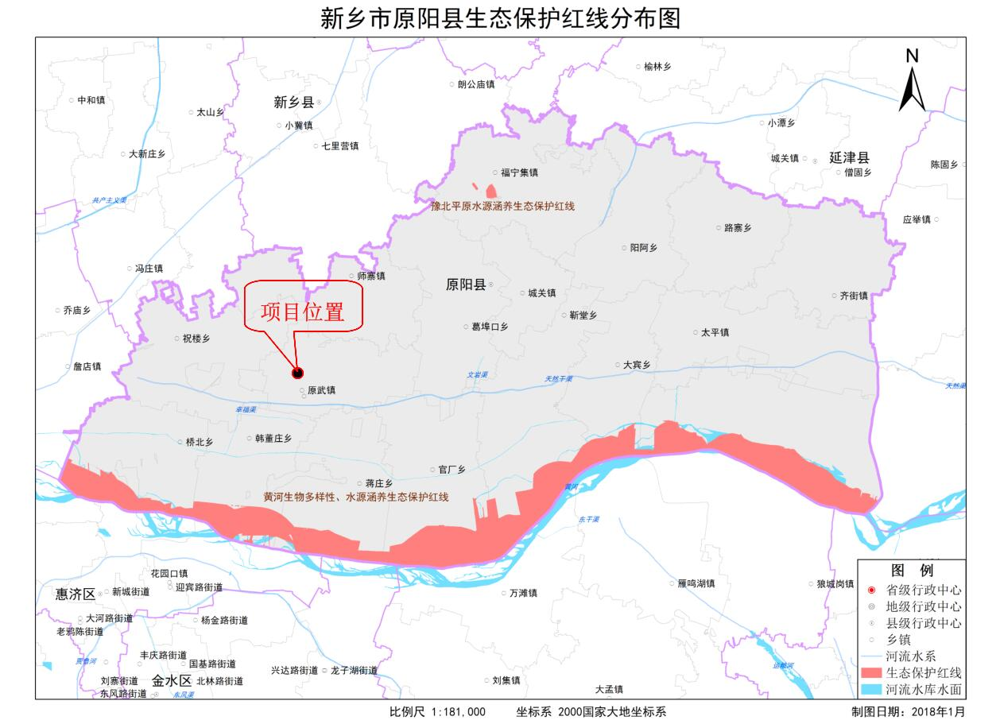 新乡市原阳县生态保护红线分布图
N
榆林乡
朗公庙镇
中和镇
新乡县
太山乡
小冀镇
小潭乡
七里营镇
大新庄乡
城关镇
延津县
陈固乡
僧固乡
福宁集镇
共产主义渠
豫北平原水源涵养生态保护红线
应举镇
路寨乡
阳阿乡
冯庄镇
师寨镇
原阳县
城关镇
齐街镇
乔庙乡
项目位置
靳堂乡
葛埠口乡
太平镇
祝楼乡
詹店镇
大宾乡
文岩渠
天然干渠
天然渠
原武镇
幸福渠
韩董庄乡
桥北乡
官厂乡
蒋庄乡
黄河
黄河生物多样性、水源涵养生态保护红线
东干渠
花园口镇
迎宾路街道
惠济区
新城街道
万滩镇
雁鸣湖镇
狼城岗镇
大河路街道
杨金路街道
老鸦陈街道
丰庆路街道
贾鲁河
国基路街道
兴达路街道
龙子湖街道
运粮河
刘寨街道
金水区
北林路街道
刘集镇
东风路街道
东风渠
大孟镇
图 例
省级行政中心
地级行政中心
县级行政中心
乡镇
河流水系
生态保护红线
河流水库水面
比例尺 1:181,000 坐标系 2000国家大地坐标系 制图日期: 2018年1月